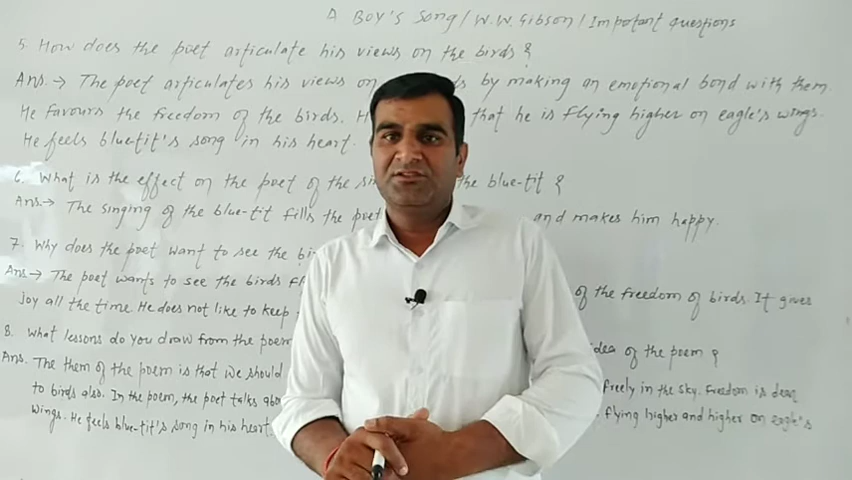 A Boy's Song/W.W. Gibson/Important Questions
5. How does the poet articulate his views on the birds?
Ans.→ The poet articulates his views on by making an emotional bond with them.
He favours the freedom of the birds. that he is flying higher on eagle's wings.
He feels blue-tit's song in his heart.
6. What is the effect on the poet of the the blue-tit?
Ans→ The singing of the blue-tit fills the and makes him happy.
7. Why does the poet want to see the
Ans→ The poet wants to see the birds of the freedom of birds. It gives
joy all the time. He does not like to keep
8. What lessons do you draw from the idea of the poem?
Ans. The them of the poem is that we should freely in the sky. Freedom is dear
to birds also. In the poem, the poet talks flying higher and higher on eagle's
wings. He feels blue-tit's song in his heart.